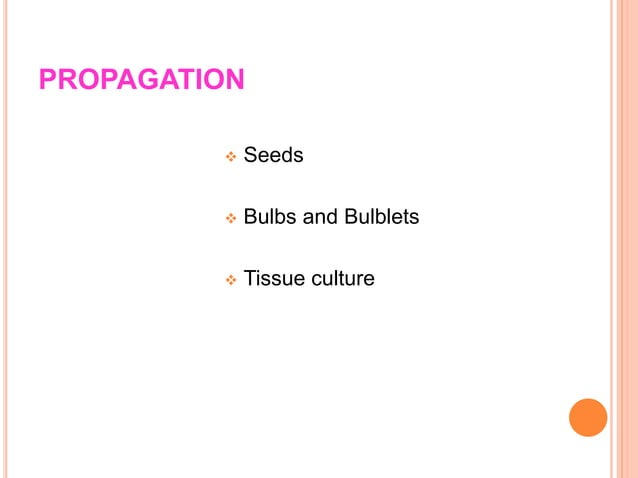 PROPAGATION
❖ Seeds
❖ Bulbs and Bulblets
❖ Tissue culture